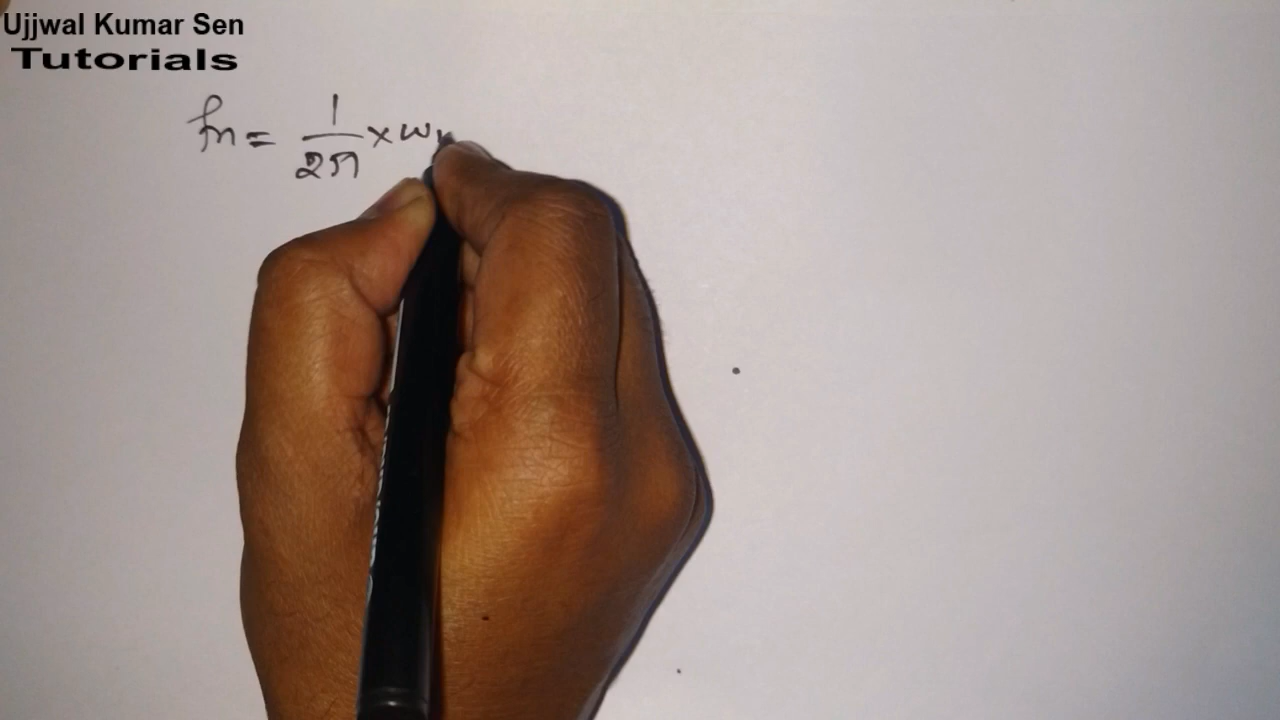 Ujjwal Kumar Sen
Tutorials
fn = 1/2π × ωn